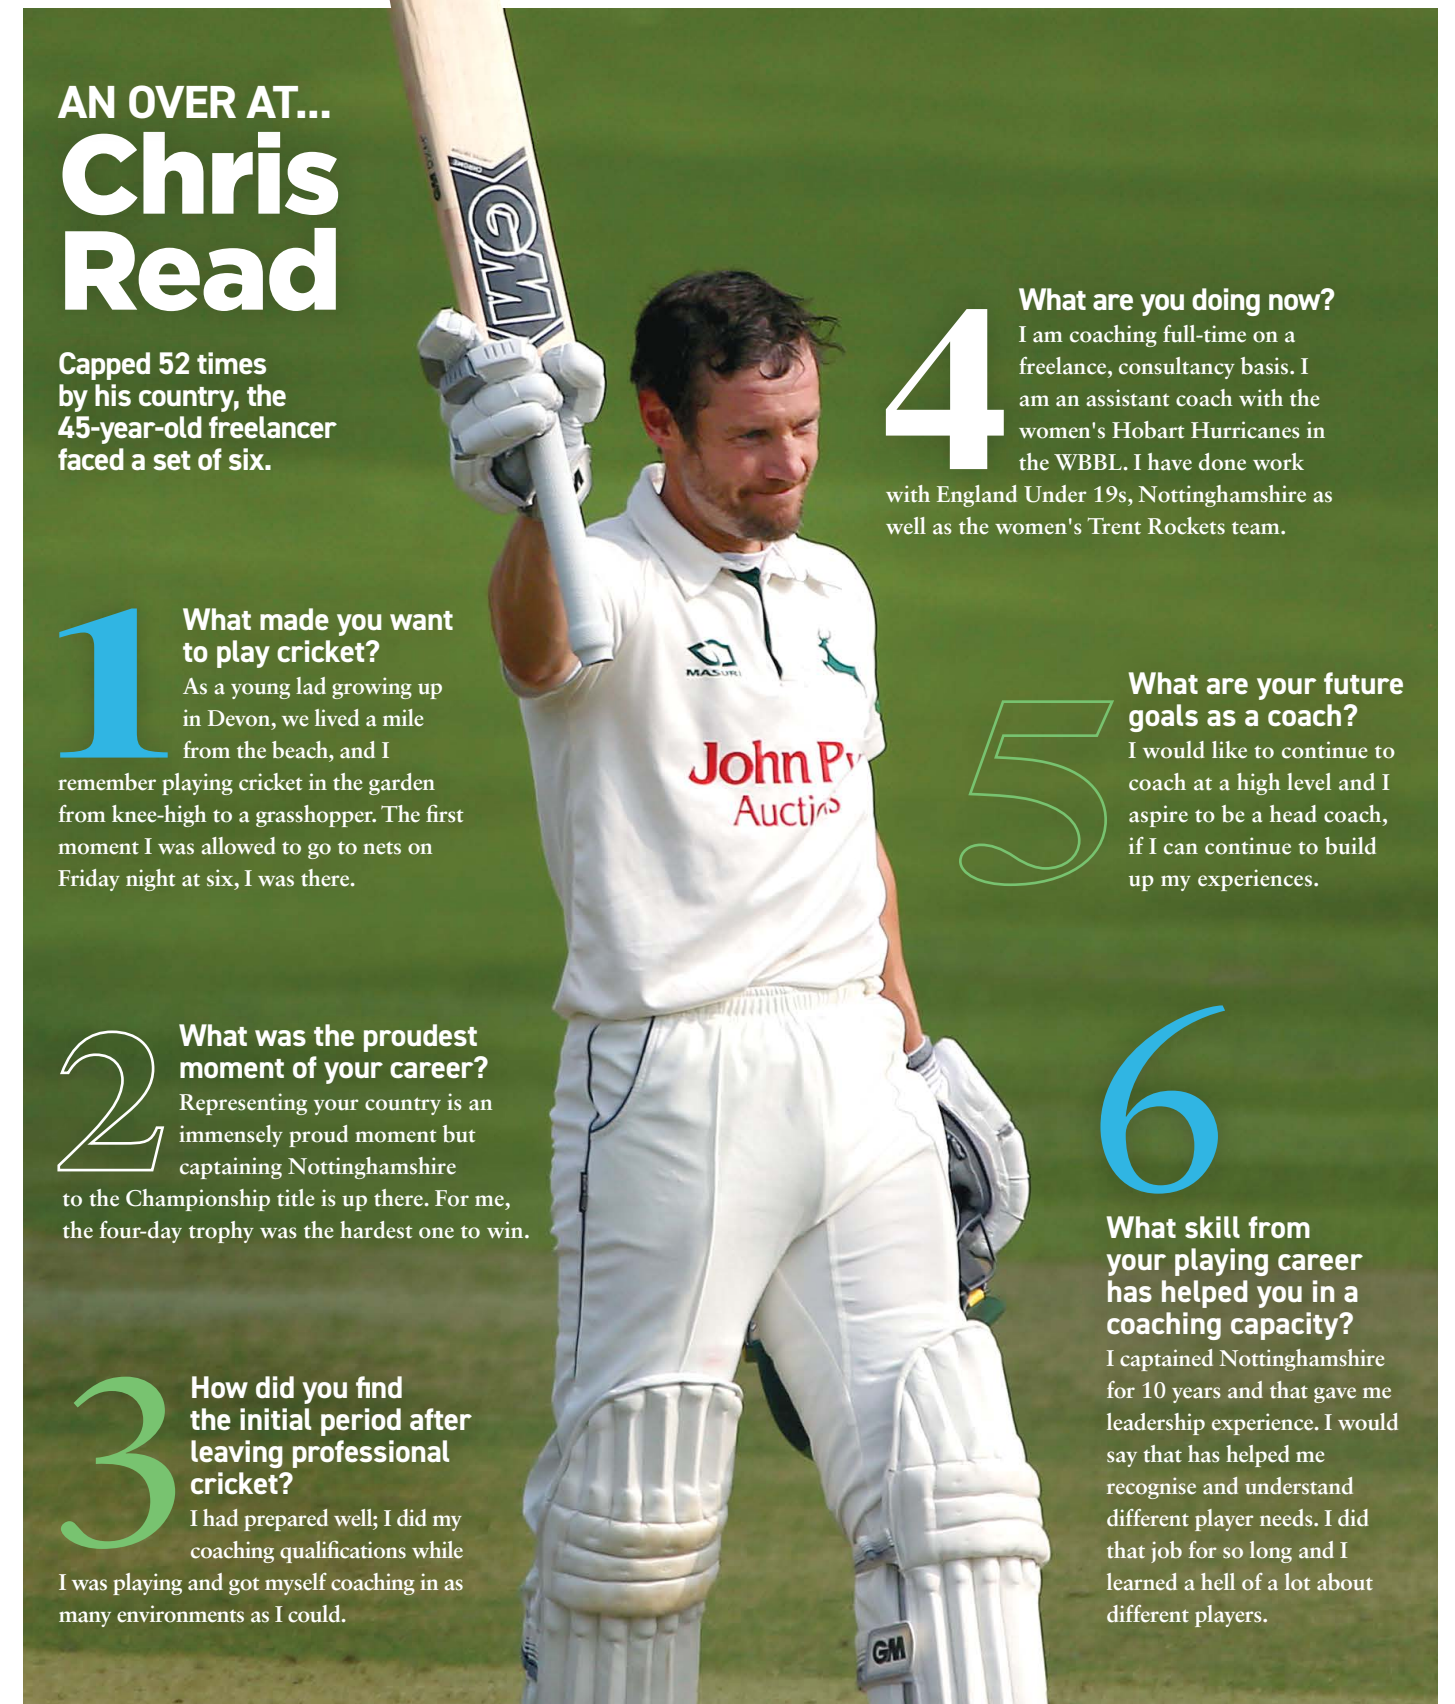 AN OVER AT...
Chris
Read
Capped 52 times
by his country, the
45-year-old freelancer
faced a set of six.
1
What made you want
to play cricket?
As a young lad growing up
in Devon, we lived a mile
from the beach, and I
remember playing cricket in the garden
from knee-high to a grasshopper. The first
moment I was allowed to go to nets on
Friday night at six, I was there.
2
What was the proudest
moment of your career?
Representing your country is an
immensely proud moment but
captaining Nottinghamshire
to the Championship title is up there. For me,
the four-day trophy was the hardest one to win.
3
How did you find
the initial period after
leaving professional
cricket?
I had prepared well; I did my
coaching qualifications while
I was playing and got myself coaching in as
many environments as I could.
4
What are you doing now?
I am coaching full-time on a
freelance, consultancy basis. I
am an assistant coach with the
women's Hobart Hurricanes in
the WBBL. I have done work
with England Under 19s, Nottinghamshire as
well as the women's Trent Rockets team.
5
What are your future
goals as a coach?
I would like to continue to
coach at a high level and I
aspire to be a head coach,
if I can continue to build
up my experiences.
6
What skill from
your playing career
has helped you in a
coaching capacity?
I captained Nottinghamshire
for 10 years and that gave me
leadership experience. I would
say that has helped me
recognise and understand
different player needs. I did
that job for so long and I
learned a hell of a lot about
different players.
CHROME
GM
MASURI
John
GM